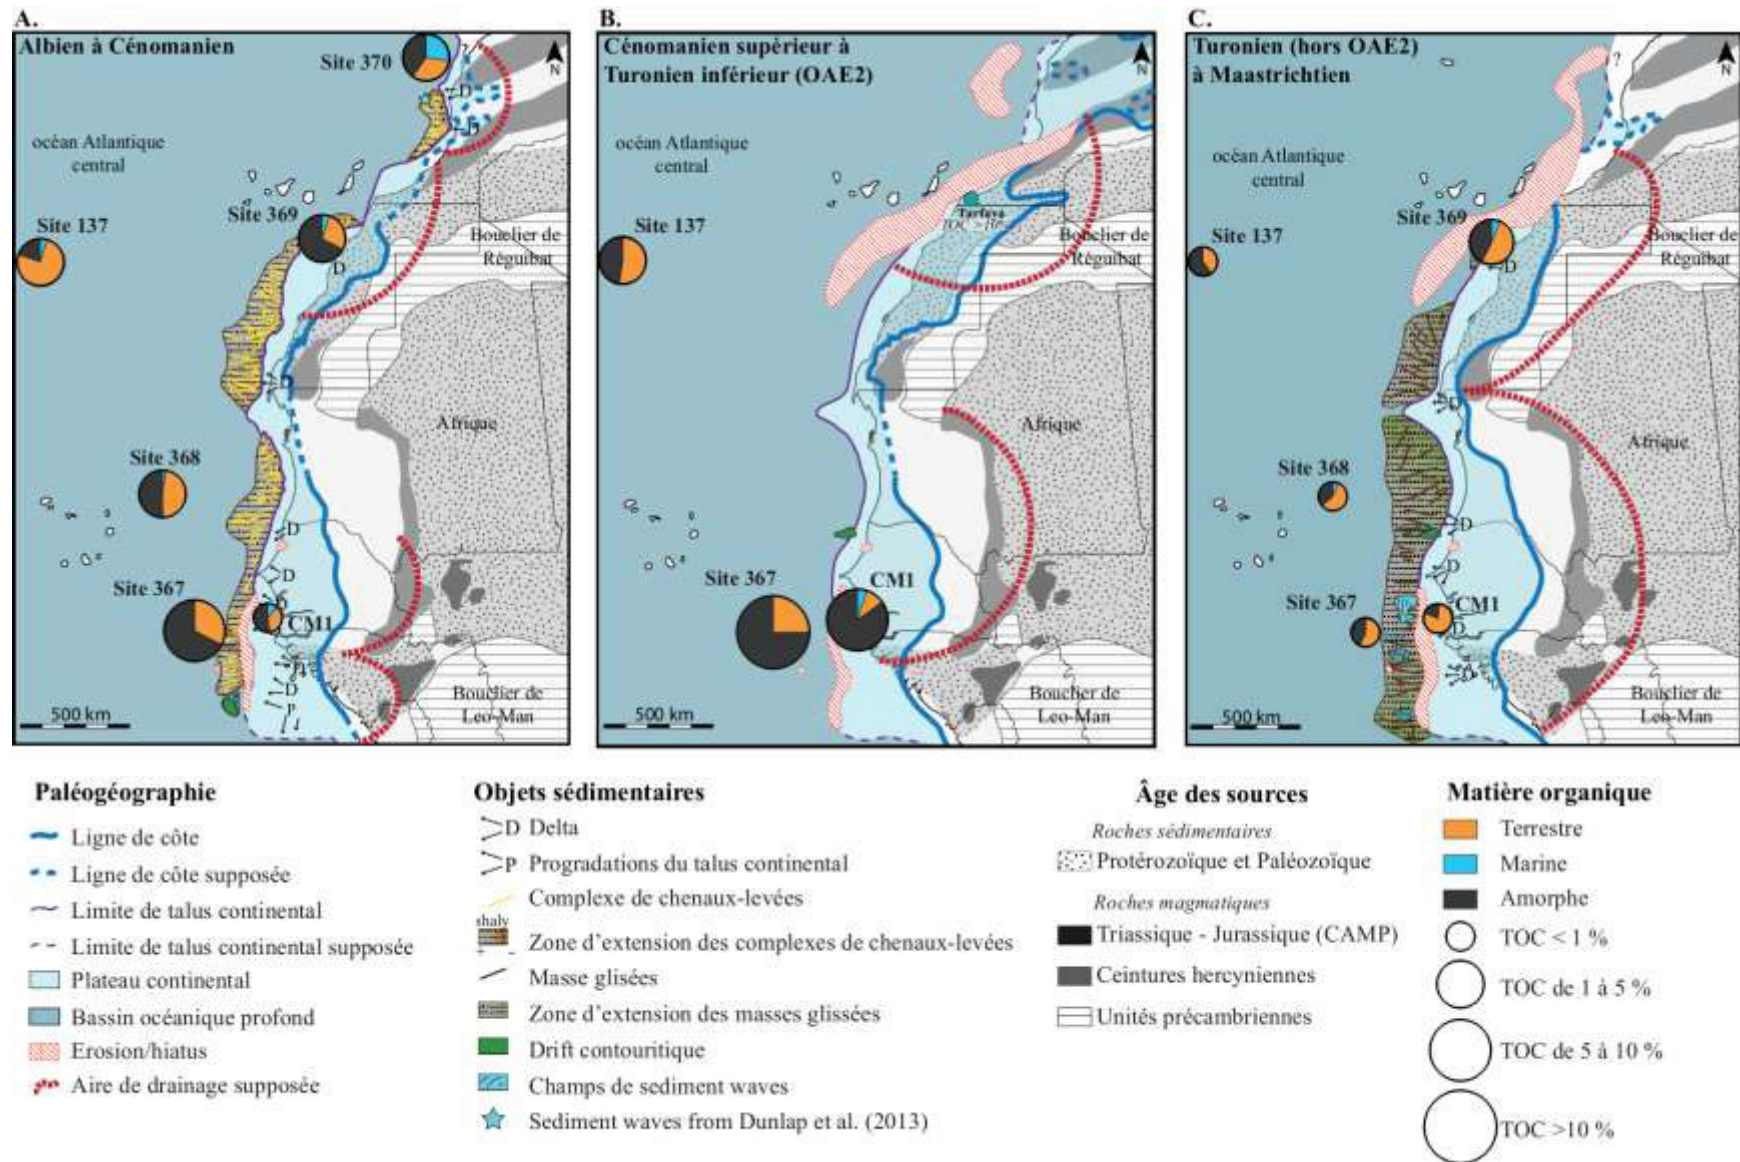 A.
Albien à Cénomanien
Site 370
N
D
D
océan Atlantique
central
Site 369
Site 137
D
Bouclier de
Réguibat
D
Afrique
Site 368
D
D
Site 367
CM1
D
P
Bouclier de
Leo-Man
500 km
B.
Cénomanien supérieur à
Turonien inférieur (OAE2)
N
océan Atlantique
central
Tarfaya
TOC >10%
Site 137
Bouclier de
Réguibat
Afrique
Site 367
CM1
Bouclier de
Leo-Man
500 km
C.
Turonien (hors OAE2)
à Maastrichtien
?
N
océan Atlantique
central
Site 369
Site 137
D
Bouclier de
Réguibat
D
Afrique
Site 368
D
D
Site 367
CM1
D
D
Bouclier de
Leo-Man
500 km
Paléogéographie
Ligne de côte
Ligne de côte supposée
Limite de talus continental
Limite de talus continental supposée
Plateau continental
Bassin océanique profond
Erosion/hiatus
Aire de drainage supposée
Objets sédimentaires
D Delta
P Progradations du talus continental
Complexe de chenaux-levées
shaly
Zone d'extension des complexes de chenaux-levées
Masse glisées
Zone d'extension des masses glissées
Drift contouritique
Champs de sediment waves
Sediment waves from Dunlap et al. (2013)
Âge des sources
Roches sédimentaires
Protérozoïque et Paléozoïque
Roches magmatiques
Triassique - Jurassique (CAMP)
Ceintures hercyniennes
Unités précambriennes
Matière organique
Terrestre
Marine
Amorphe
TOC < 1 %
TOC de 1 à 5 %
TOC de 5 à 10 %
TOC >10 %